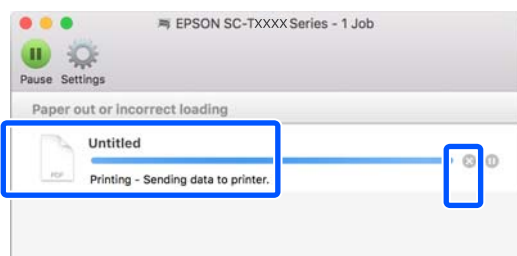 EPSON SC-TXXXX Series - 1 Job
Pause Settings
Paper out or incorrect loading
Untitled
PDF
Printing - Sending data to printer.